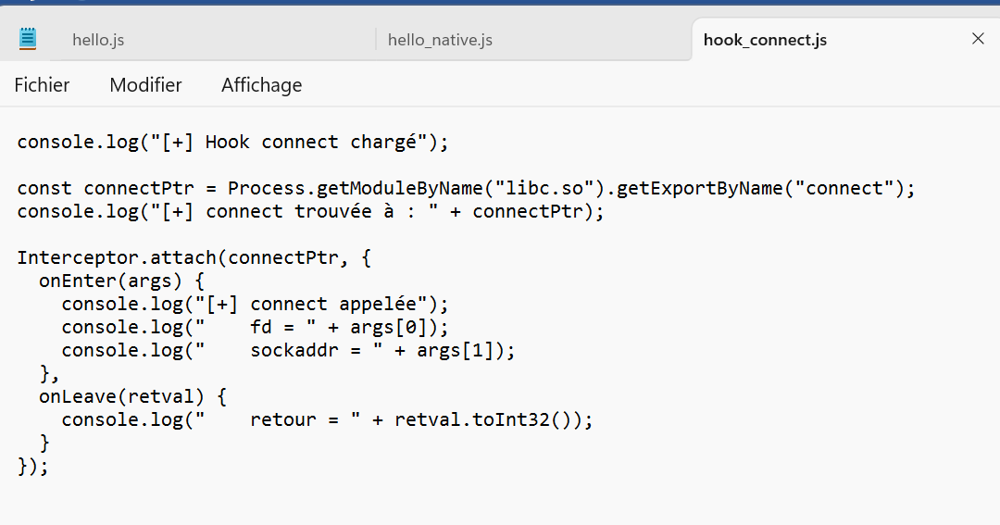 hello.js
hello_native.js
hook_connect.js
Fichier Modifier Affichage
console.log("[+] Hook connect chargé");
const connectPtr = Process.getModuleByName("libc.so").getExportByName("connect");
console.log("[+] connect trouvée à : " + connectPtr);
Interceptor.attach(connectPtr, {
  onEnter(args) {
    console.log("[+] connect appelée");
    console.log("    fd = " + args[0]);
    console.log("    sockaddr = " + args[1]);
  },
  onLeave(retval) {
    console.log("    retour = " + retval.toInt32());
  }
});